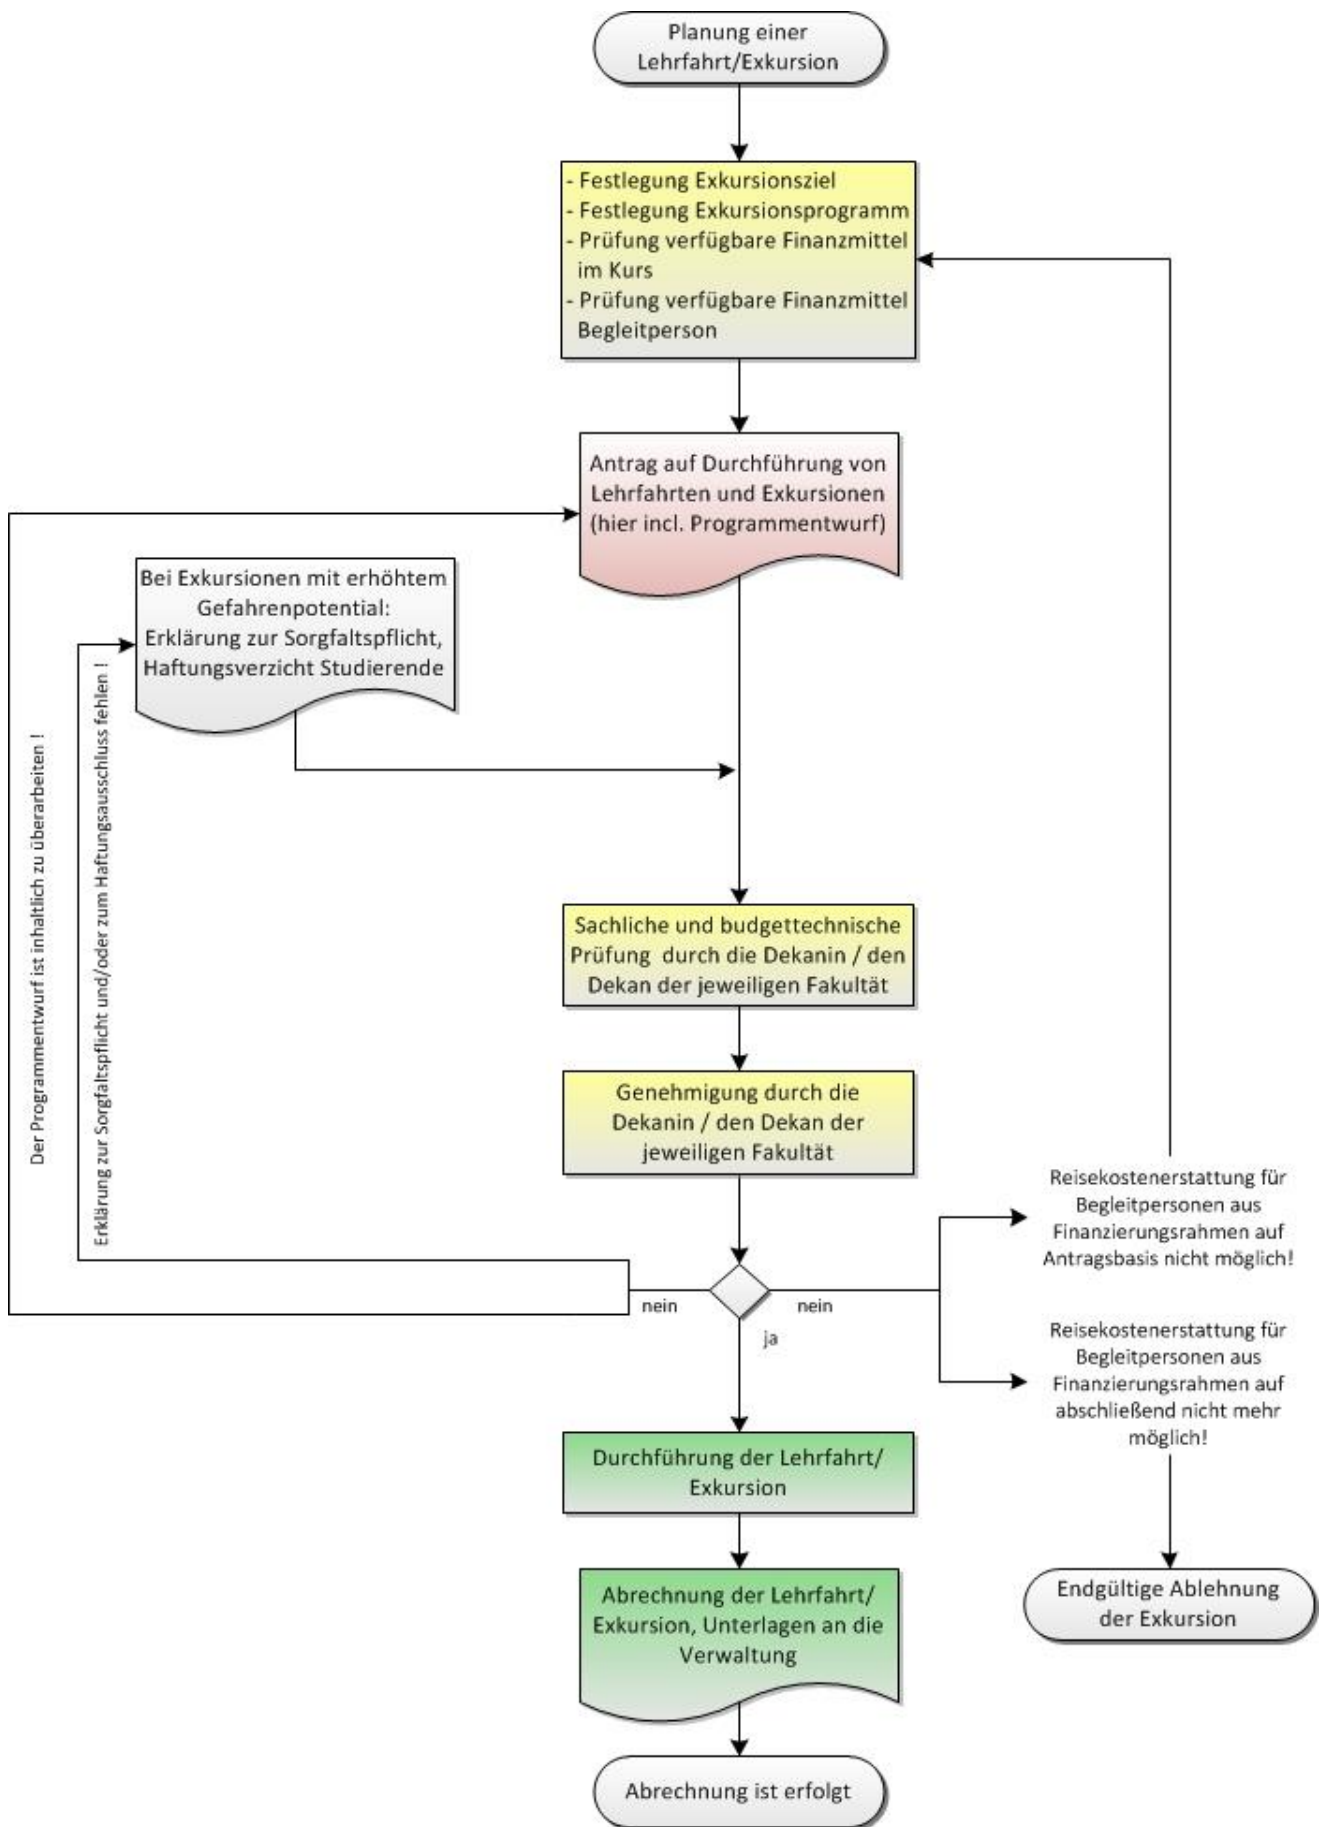 Planung einer
Lehrfahrt/Exkursion
- Festlegung Exkursionsziel
- Festlegung Exkursionsprogramm
- Prüfung verfügbare Finanzmittel
im Kurs
- Prüfung verfügbare Finanzmittel
Begleitperson
Antrag auf Durchführung von
Lehrfahrten und Exkursionen
(hier incl. Programmentwurf)
Bei Exkursionen mit erhöhtem
Gefahrenpotential:
Erklärung zur Sorgfaltspflicht,
Haftungsverzicht Studierende
Der Programmentwurf ist inhaltlich zu überarbeiten !
Erklärung zur Sorgfaltspflicht und/oder zum Haftungsausschluss fehlen !
Sachliche und budgettechnische
Prüfung durch die Dekanin / den
Dekan der jeweiligen Fakultät
Genehmigung durch die
Dekanin / den Dekan der
jeweiligen Fakultät
nein
nein
ja
Reisekostenerstattung für
Begleitpersonen aus
Finanzierungsrahmen auf
Antragsbasis nicht möglich!
Reisekostenerstattung für
Begleitpersonen aus
Finanzierungsrahmen auf
abschließend nicht mehr
möglich!
Durchführung der Lehrfahrt/
Exkursion
Abrechnung der Lehrfahrt/
Exkursion, Unterlagen an die
Verwaltung
Endgültige Ablehnung
der Exkursion
Abrechnung ist erfolgt